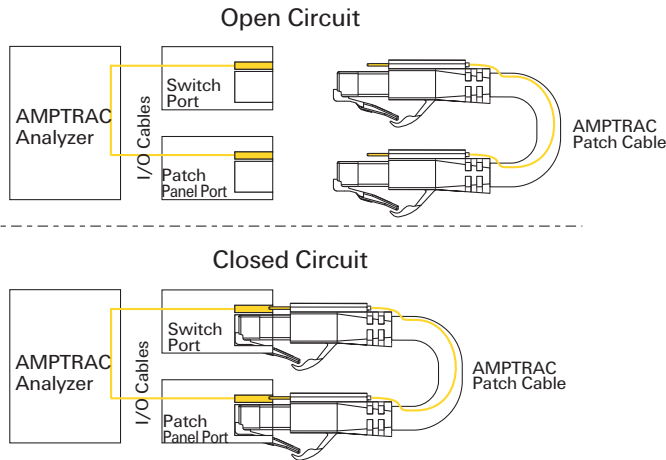 Open Circuit
AMPTRAC
Analyzer
I/O Cables
Switch
Port
Patch
Panel Port
AMPTRAC
Patch Cable
Closed Circuit
AMPTRAC
Analyzer
I/O Cables
Switch
Port
Patch
Panel Port
AMPTRAC
Patch Cable